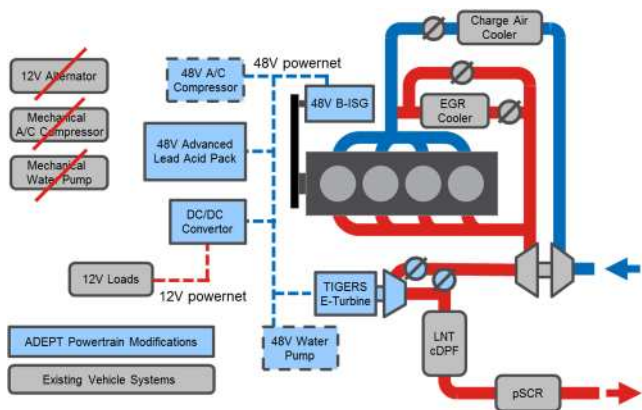 12V Alternator
Mechanical
A/C Compressor
Mechanical
Water Pump
48V powernet
48V A/C
Compressor
48V B-ISG
48V Advanced
Lead Acid Pack
DC/DC
Convertor
12V Loads
12V powernet
TIGERS
E-Turbine
48V Water
Pump
Charge Air
Cooler
EGR
Cooler
LNT
cDPF
pSCR
ADEPT Powertrain Modifications
Existing Vehicle Systems